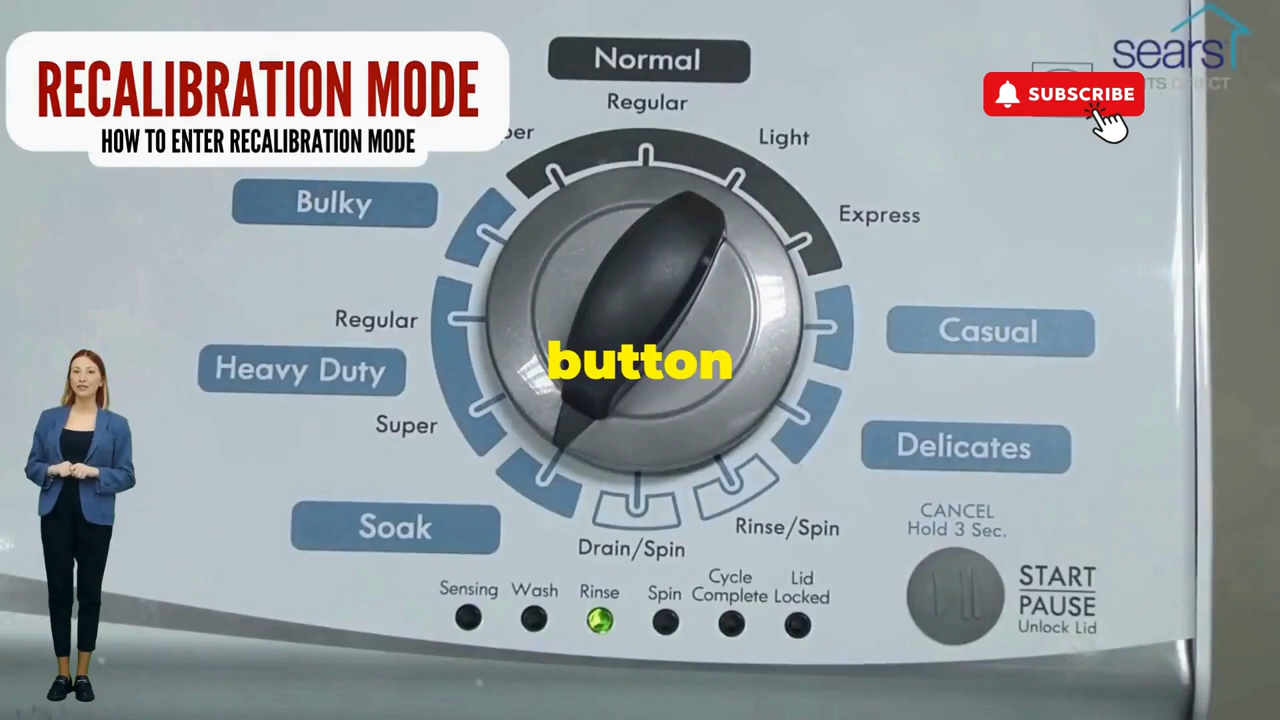 RECALIBRATION MODE
HOW TO ENTER RECALIBRATION MODE
sears
DIRECT
SUBSCRIBE
Normal
Regular
Light
Express
Bulky
Regular
Heavy Duty
Super
button
Casual
Delicates
Soak
Drain/Spin
Rinse/Spin
CANCEL
Hold 3 Sec.
START
PAUSE
Unlock Lid
Sensing
Wash
Rinse
Spin
Cycle
Complete
Lid
Locked